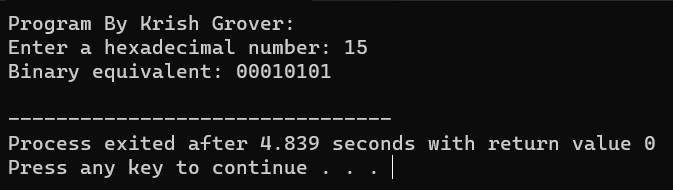 Program By Krish Grover:
Enter a hexadecimal number: 15
Binary equivalent: 00010101
--------------------------------
Process exited after 4.839 seconds with return value 0
Press any key to continue . . .